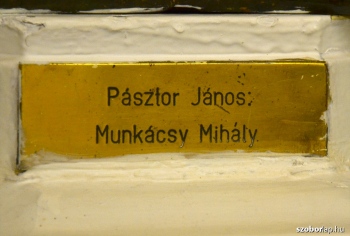 Pásztor János:
Munkácsy Mihály
szoborlap.hu